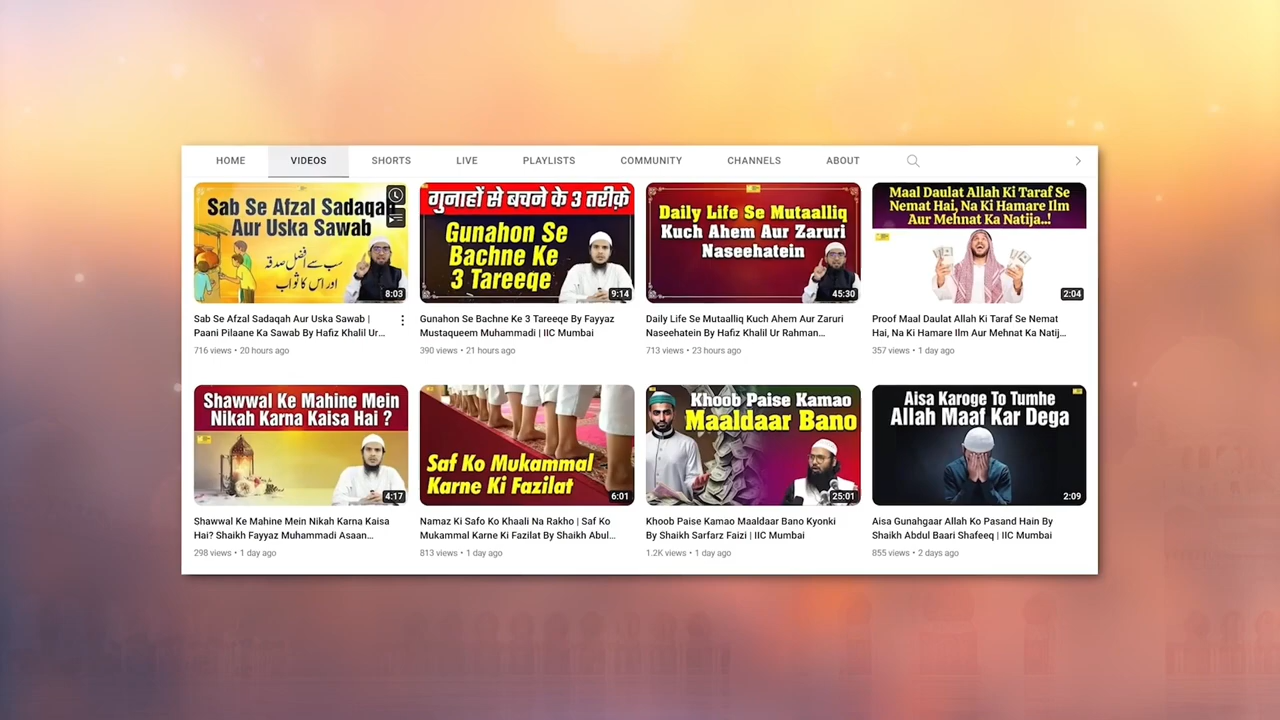 HOME
VIDEOS
SHORTS
LIVE
PLAYLISTS
COMMUNITY
CHANNELS
ABOUT
Sab Se Afzal Sadaqah
Aur Uska Sawab
سب سے افضل صدقہ
اور اس کا ثواب
8:03
Sab Se Afzal Sadaqah Aur Uska Sawab |
Paani Pilaane Ka Sawab By Hafiz Khalil Ur...
716 views • 20 hours ago
गुनाहों से बचने के 3 तरीक़े
Gunahon Se
Bachne Ke
3 Tareeqe
9:14
Gunahon Se Bachne Ke 3 Tareeqe By Fayyaz
Mustaqeem Muhammadi | IIC Mumbai
390 views • 21 hours ago
Daily Life Se Mutaalliq
Kuch Ahem Aur Zaruri
Naseehatein
45:30
Daily Life Se Mutaalliq Kuch Ahem Aur Zaruri
Naseehatein By Hafiz Khalil Ur Rahman...
713 views • 23 hours ago
Maal Daulat Allah Ki Taraf Se
Nemat Hai, Na Ki Hamare Ilm
Aur Mehnat Ka Natija..!
2:04
Proof Maal Daulat Allah Ki Taraf Se Nemat
Hai, Na Ki Hamare Ilm Aur Mehnat Ka Natij...
357 views • 1 day ago
Shawwal Ke Mahine Mein
Nikah Karna Kaisa Hai ?
4:17
Shawwal Ke Mahine Mein Nikah Karna Kaisa
Hai? Shaikh Fayyaz Muhammadi Asaan...
298 views • 1 day ago
Saf Ko Mukammal
Karne Ki Fazilat
6:01
Namaz Ki Safo Ko Khaali Na Rakho | Saf Ko
Mukammal Karne Ki Fazilat By Shaikh Abul...
813 views • 1 day ago
Khoob Paise Kamao
Maaldaar Bano
25:01
Khoob Paise Kamao Maaldaar Bano Kyonki
By Shaikh Sarfarz Faizi | IIC Mumbai
1.2K views • 1 day ago
Aisa Karoge To Tumhe
Allah Maaf Kar Dega
2:09
Aisa Gunahgaar Allah Ko Pasand Hain By
Shaikh Abdul Baari Shafeeq | IIC Mumbai
855 views • 2 days ago